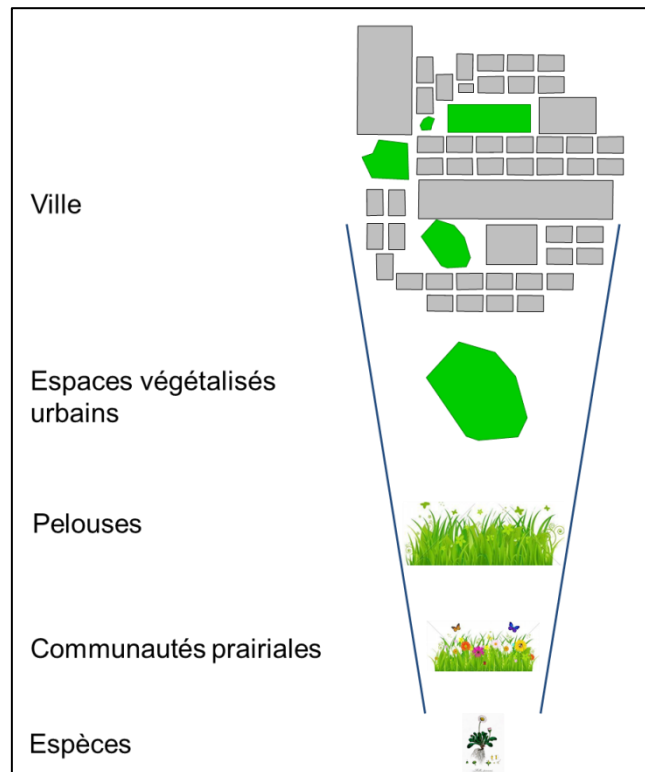 Ville
Espaces végétalisés
urbains
Pelouses
Communautés prairiales
Espèces